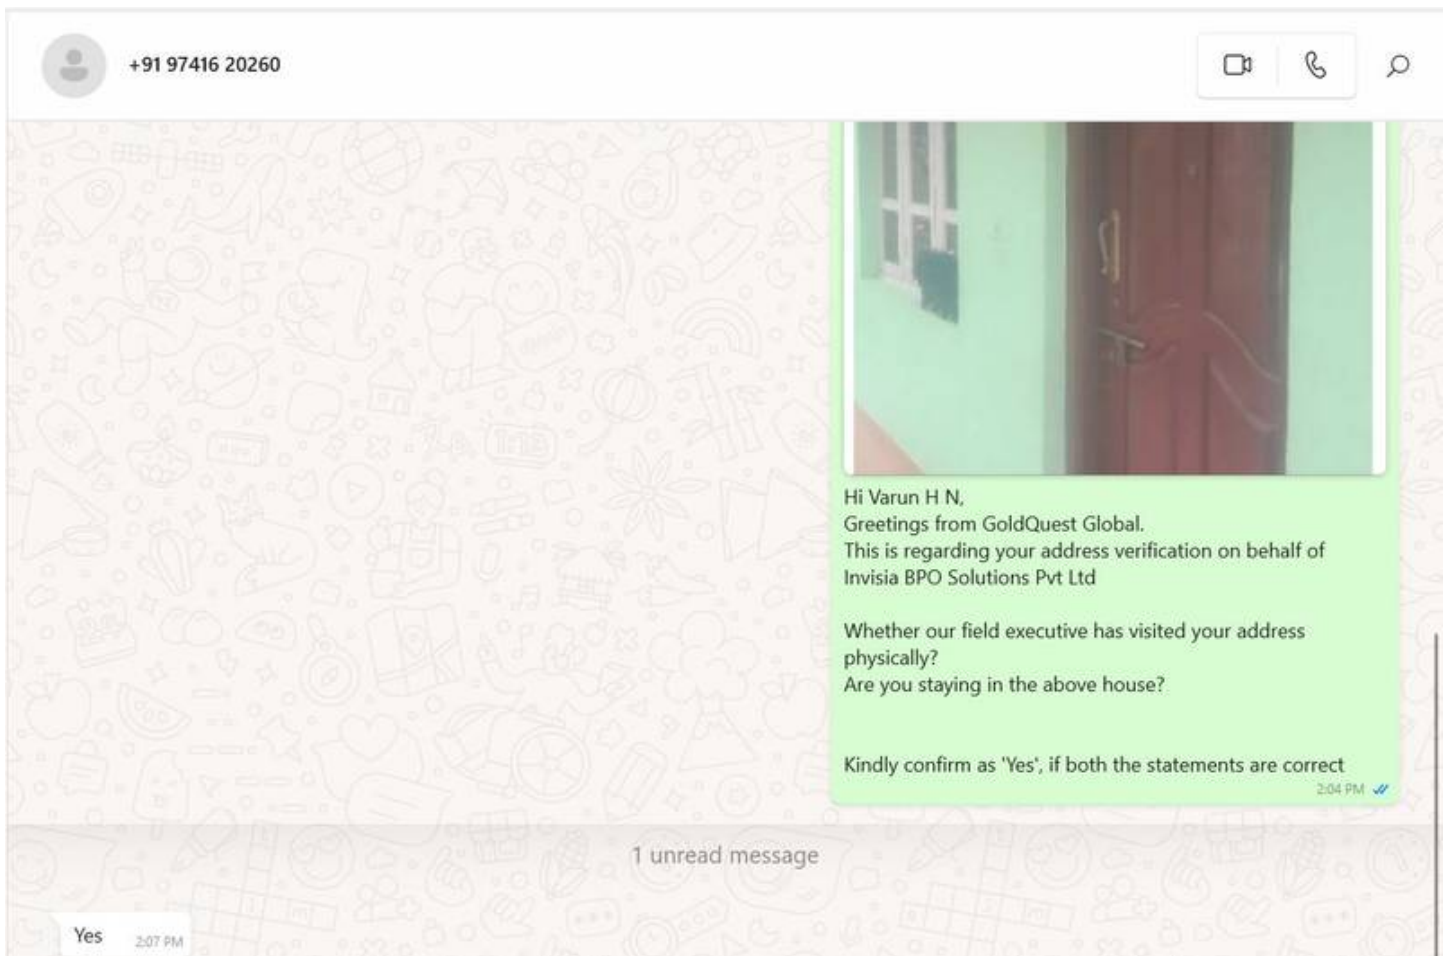 +91 97416 20260
Hi Varun H N,
Greetings from GoldQuest Global.
This is regarding your address verification on behalf of
Invisia BPO Solutions Pvt Ltd
Whether our field executive has visited your address
physically?
Are you staying in the above house?
Kindly confirm as 'Yes', if both the statements are correct
2:04 PM
1 unread message
Yes 2:07 PM